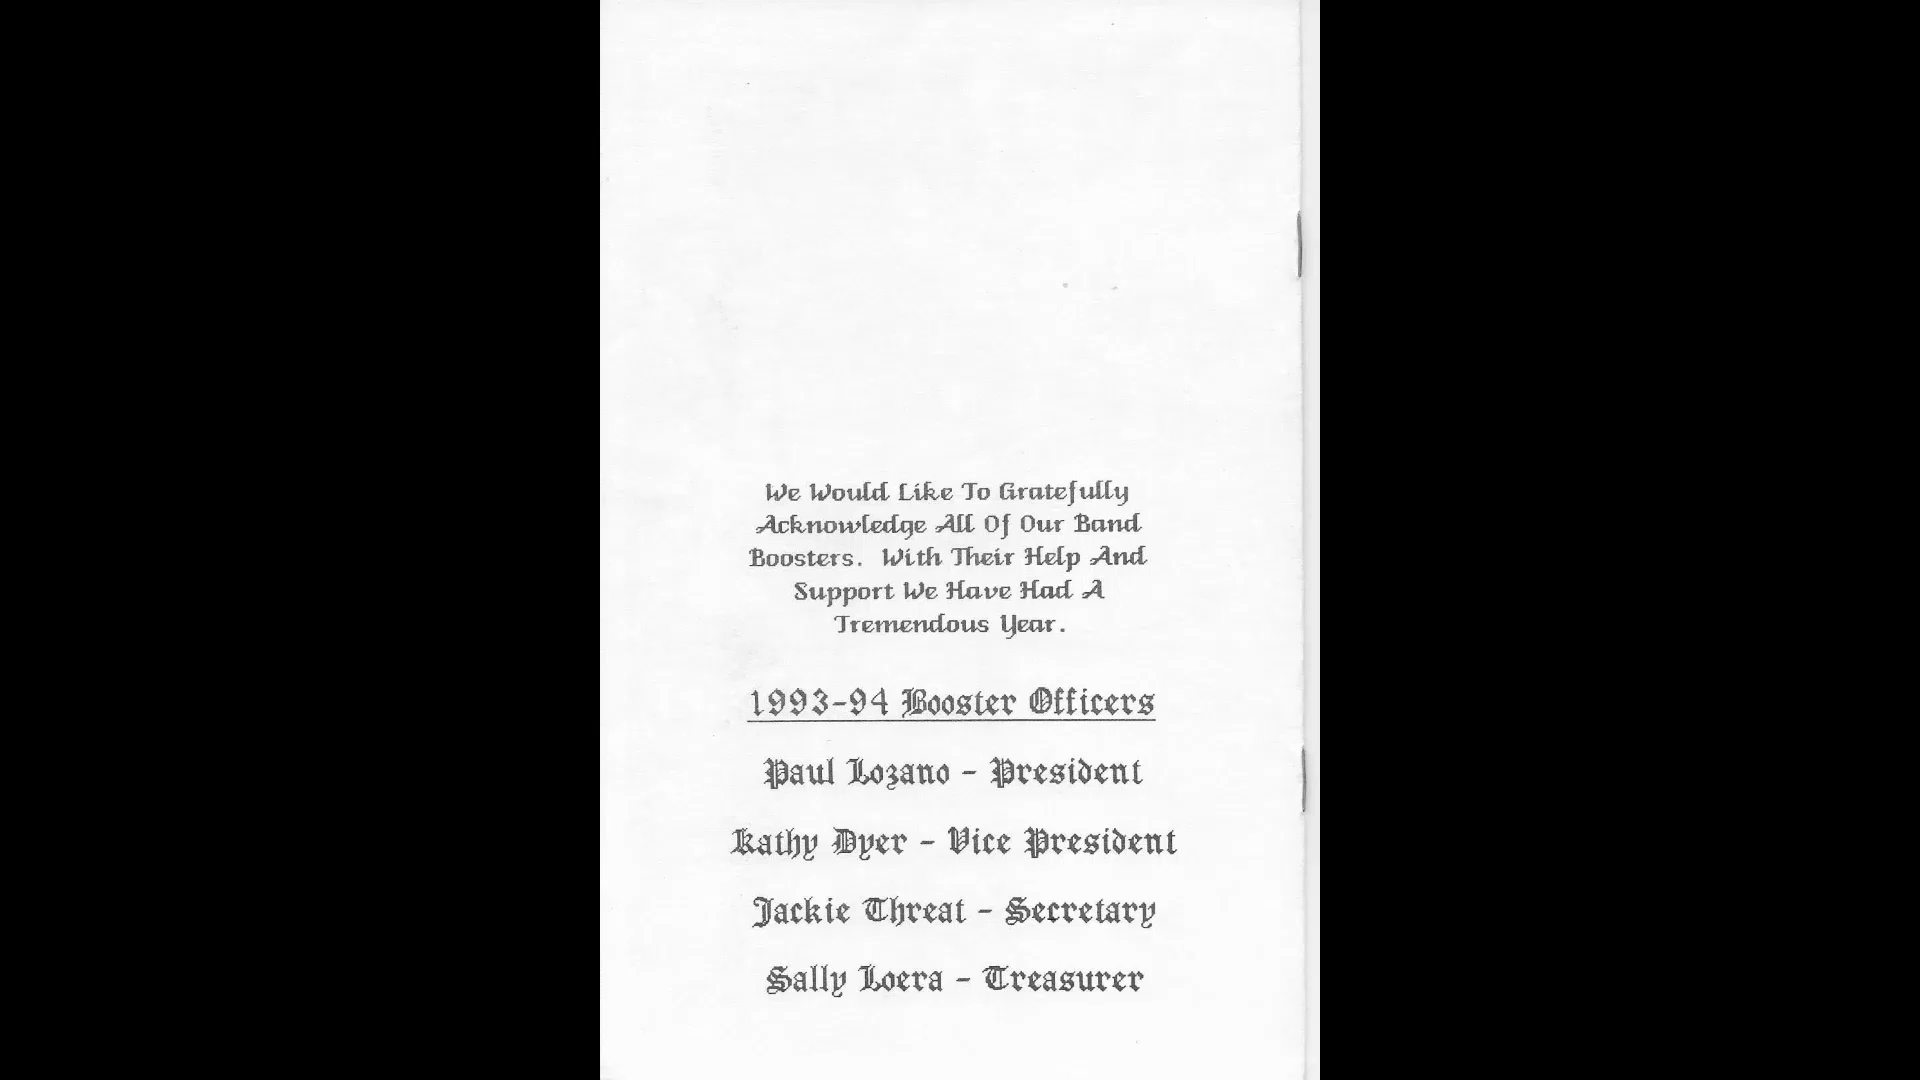 We Would Like To Gratefully
Acknowledge All Of Our Band
Boosters. With Their Help And
Support We Have Had A
Tremendous Year.
1993-94 Booster Officers
Paul Lozano - President
Kathy Dyer - Vice President
Jackie Threat - Secretary
Sally Loera - Treasurer